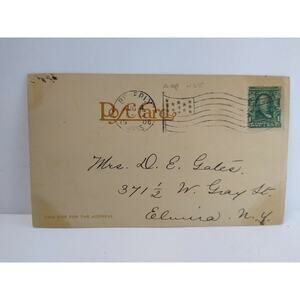 Post Card
Mrs. D. E. Gates.
371½ W. Gray St.
Elmira. N.Y.
THIS SIDE FOR THE ADDRESS